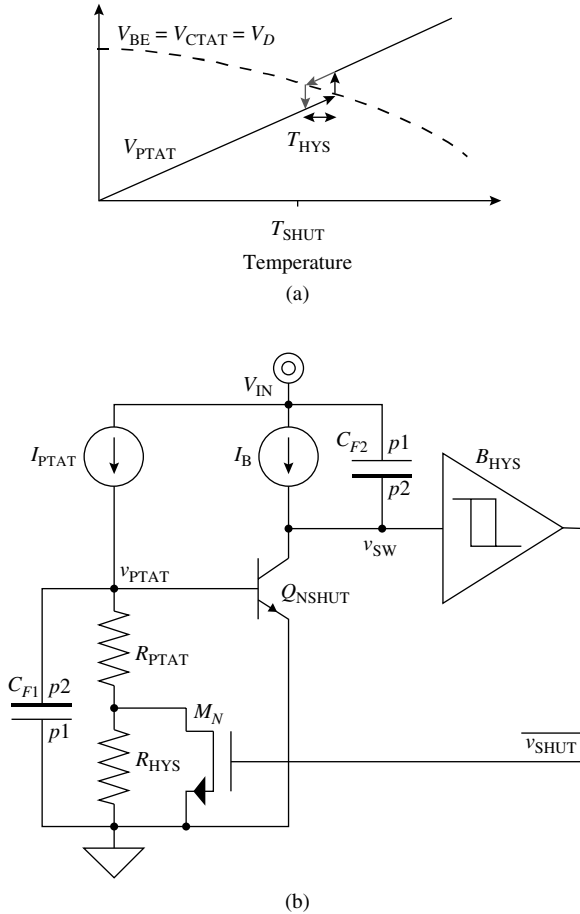 V_BE = V_CTAT = V_D
V_PTAT
T_HYS
T_SHUT
Temperature
(a)
V_IN
I_PTAT
I_B
C_F2 p1
p2
B_HYS
v_SW
v_PTAT
Q_NSHUT
R_PTAT
C_F1 p2
p1
M_N
v_SHUT
R_HYS
(b)